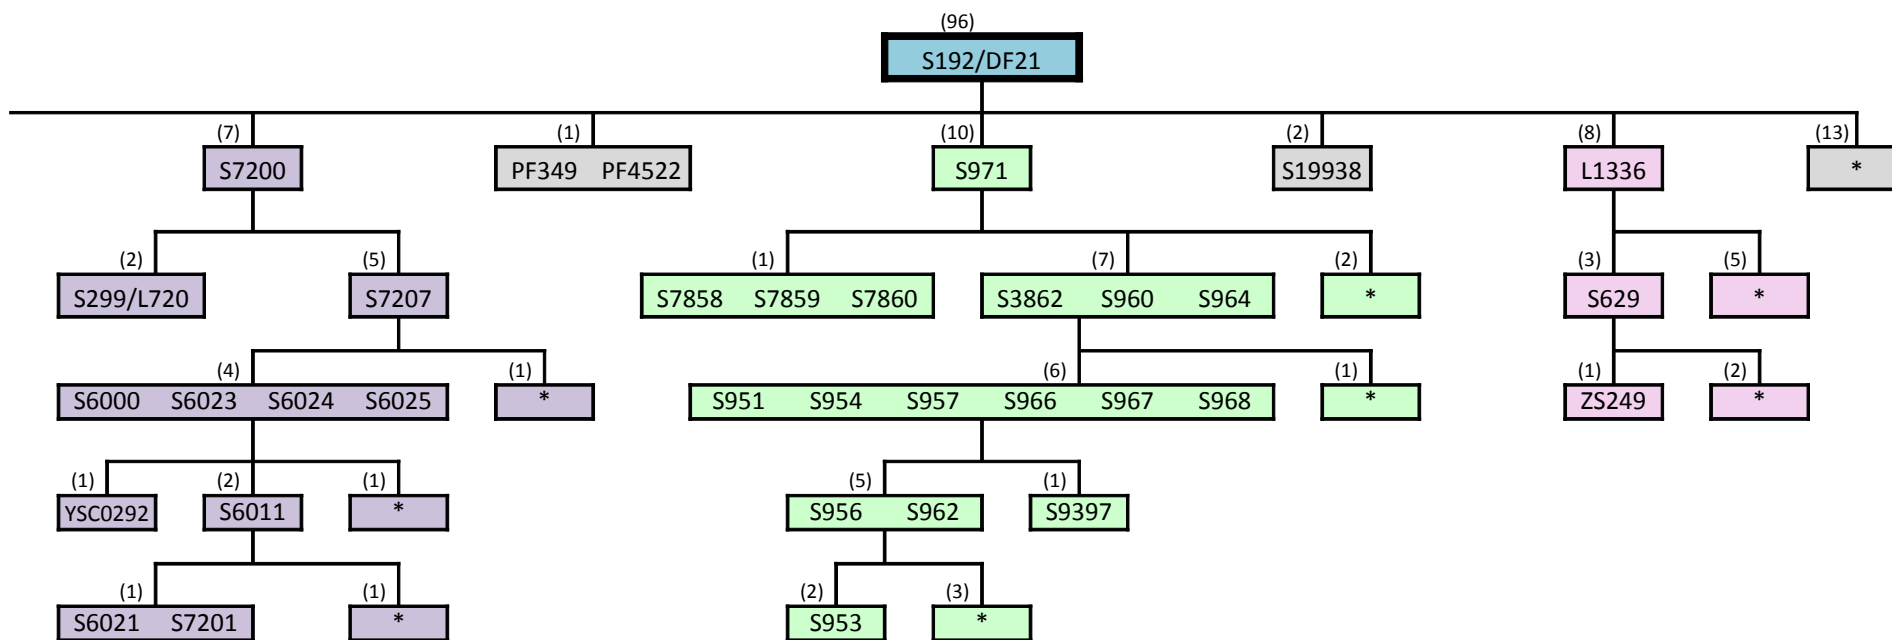 (96)
S192/DF21
(7) (1) (10) (2) (8) (13)
S7200 PF349 PF4522 S971 S19938 L1336 *
(2) (5) (1) (7) (2) (3) (5)
S299/L720 S7207 S7858 S7859 S7860 S3862 S960 S964 * S629 *
(4) (1) (6) (1) (1) (2)
S6000 S6023 S6024 S6025 * S951 S954 S957 S966 S967 S968 * ZS249 *
(1) (2) (1) (5) (1)
YSC0292 S6011 * S956 S962 S9397
(1) (1) (2) (3)
S6021 S7201 * S953 *